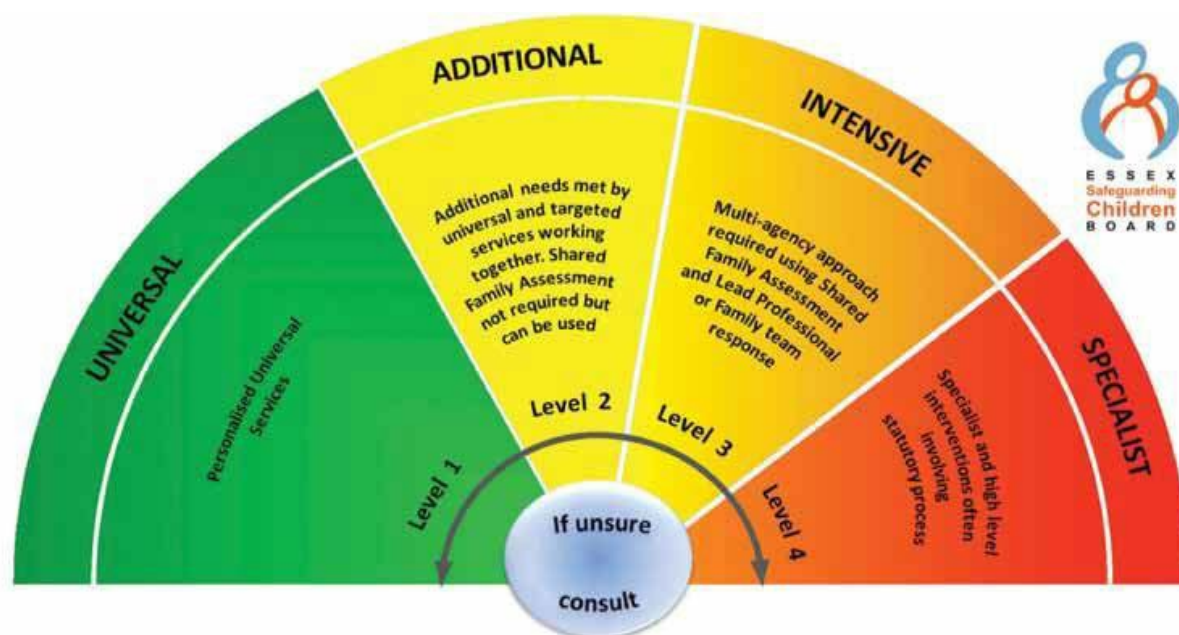 UNIVERSAL
Personalised Universal
Services
Level 1
ADDITIONAL
Additional needs met by
universal and targeted
services working
together. Shared
Family Assessment
not required but
can be used
Level 2
INTENSIVE
Multi-agency approach
required using Shared
Family Assessment
and Lead Professional
or Family team
response
Level 3
SPECIALIST
Specialist and high level
interventions often
involving
statutory process
Level 4
If unsure
consult
ESSEX
Safeguarding
Children
BOARD